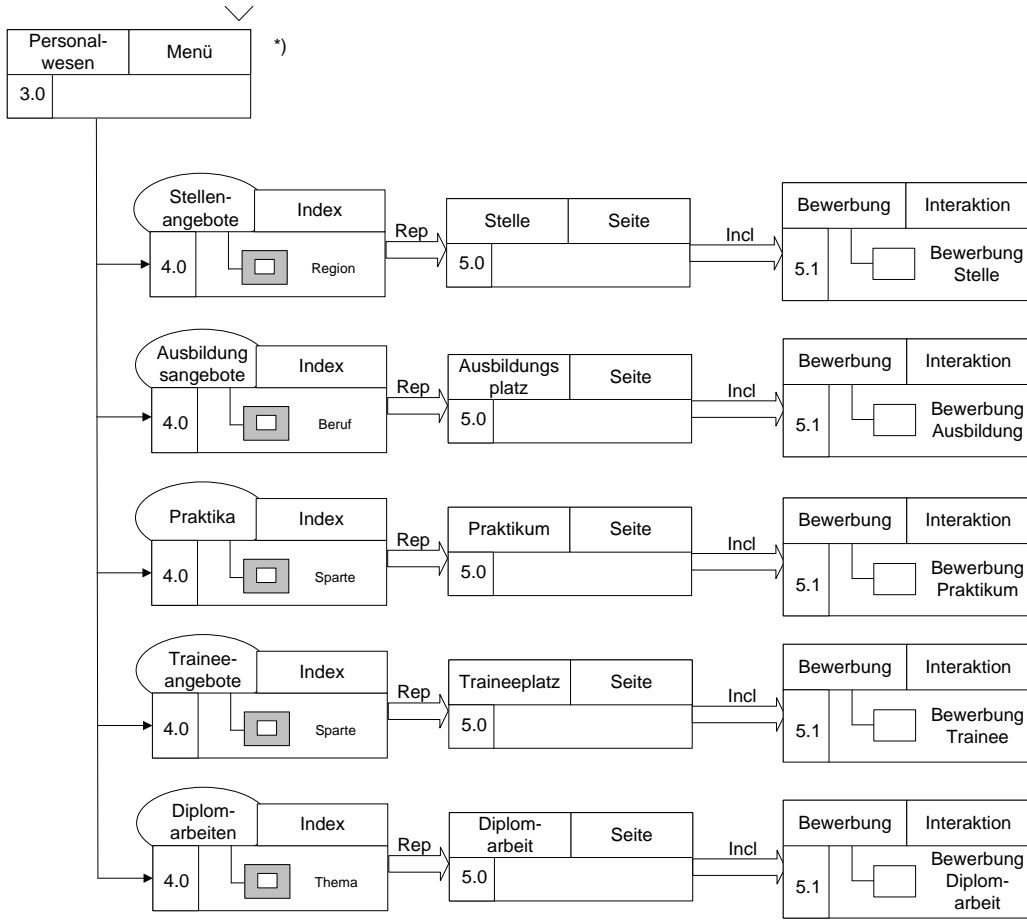 Personal-
wesen
Menü
*)
3.0
Stellen-
angebote
Index
4.0
Region
Rep
Stelle
Seite
5.0
Incl
Bewerbung
Interaktion
5.1
Bewerbung
Stelle
Ausbildung
sangebote
Index
4.0
Beruf
Rep
Ausbildungs
platz
Seite
5.0
Incl
Bewerbung
Interaktion
5.1
Bewerbung
Ausbildung
Praktika
Index
4.0
Sparte
Rep
Praktikum
Seite
5.0
Incl
Bewerbung
Interaktion
5.1
Bewerbung
Praktikum
Trainee-
angebote
Index
4.0
Sparte
Rep
Traineeplatz
Seite
5.0
Incl
Bewerbung
Interaktion
5.1
Bewerbung
Trainee
Diplom-
arbeiten
Index
4.0
Thema
Rep
Diplom-
arbeit
Seite
5.0
Incl
Bewerbung
Interaktion
5.1
Bewerbung
Diplom-
arbeit